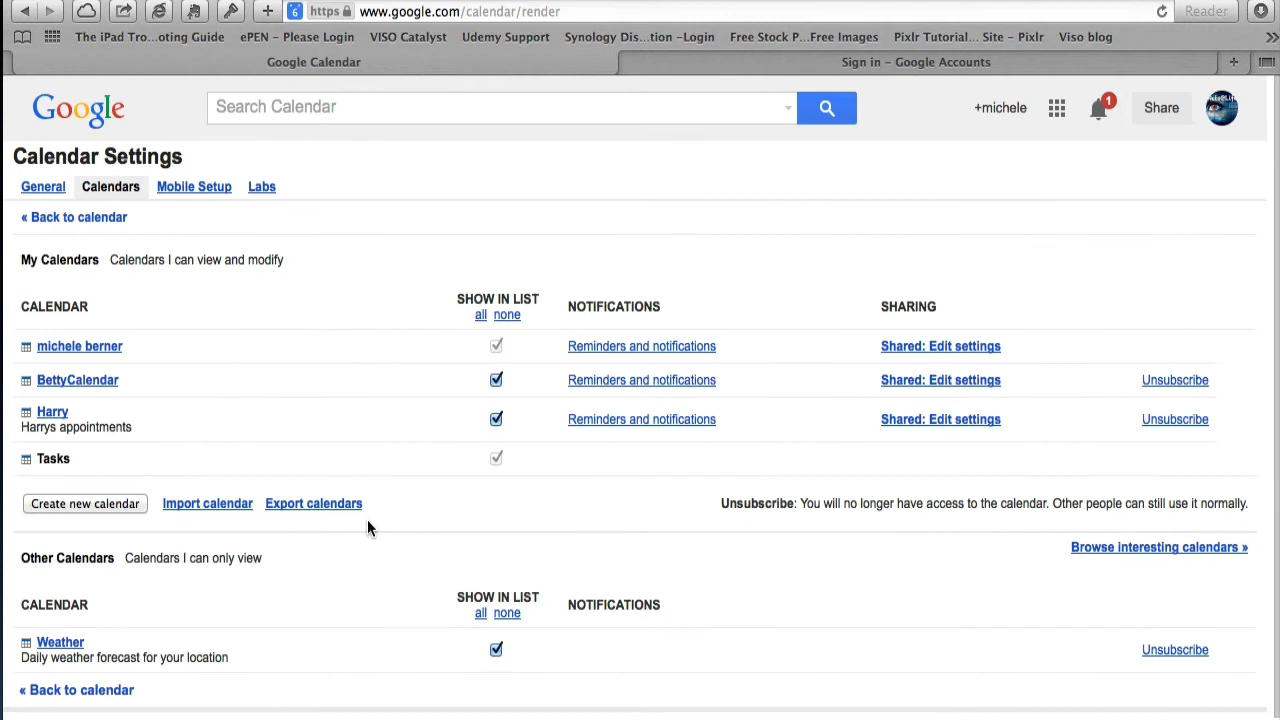 6 https www.google.com/calendar/render Reader
The iPad Tro...oting Guide ePEN – Please Login VISO Catalyst Udemy Support Synology Dis...tion –Login Free Stock P...Free Images Pixlr Tutorial... Site – Pixlr Viso blog
Google Calendar Sign in – Google Accounts
Google Search Calendar +michele 1 Share
Calendar Settings
General Calendars Mobile Setup Labs
« Back to calendar
My Calendars Calendars I can view and modify
CALENDAR SHOW IN LIST NOTIFICATIONS SHARING
all none
michele berner Reminders and notifications Shared: Edit settings
BettyCalendar Reminders and notifications Shared: Edit settings Unsubscribe
Harry Reminders and notifications Shared: Edit settings Unsubscribe
Harrys appointments
Tasks
Create new calendar Import calendar Export calendars Unsubscribe: You will no longer have access to the calendar. Other people can still use it normally.
Other Calendars Calendars I can only view Browse interesting calendars »
CALENDAR SHOW IN LIST NOTIFICATIONS
all none
Weather Unsubscribe
Daily weather forecast for your location
« Back to calendar